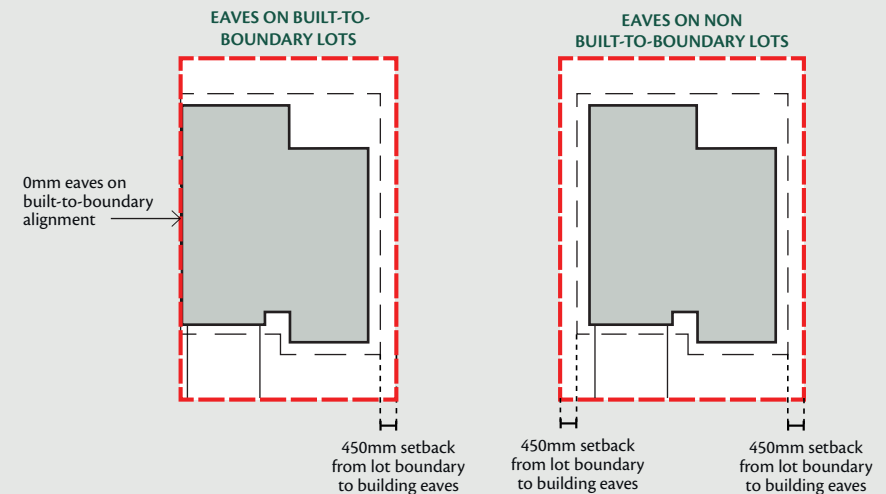 EAVES ON BUILT-TO-
BOUNDARY LOTS
EAVES ON NON
BUILT-TO-BOUNDARY LOTS
0mm eaves on
built-to-boundary
alignment
450mm setback
from lot boundary
to building eaves
450mm setback
from lot boundary
to building eaves
450mm setback
from lot boundary
to building eaves